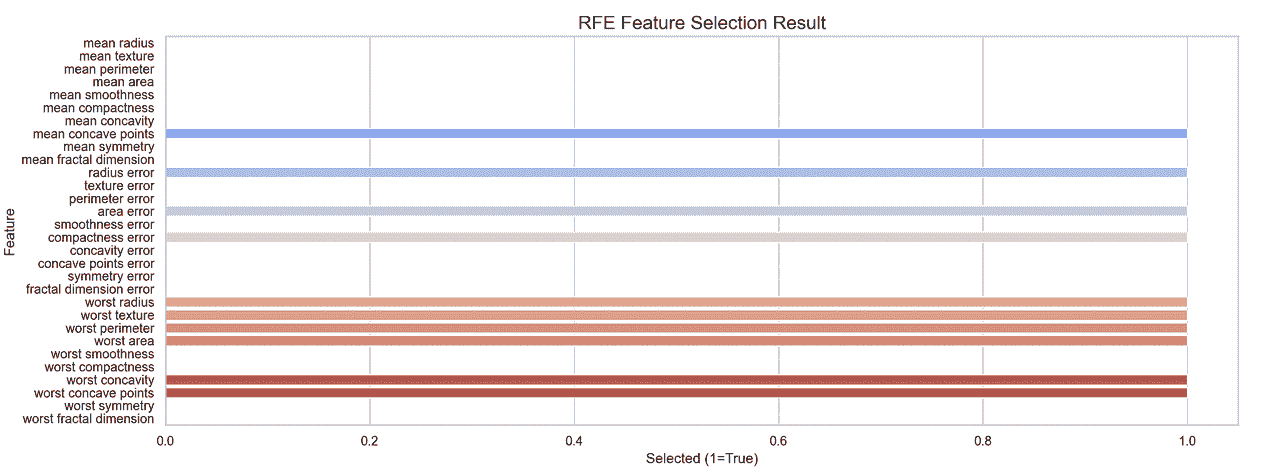 RFE Feature Selection Result
mean radius
mean texture
mean perimeter
mean area
mean smoothness
mean compactness
mean concavity
mean concave points
mean symmetry
mean fractal dimension
radius error
texture error
perimeter error
area error
smoothness error
compactness error
concavity error
concave points error
symmetry error
fractal dimension error
worst radius
worst texture
worst perimeter
worst area
worst smoothness
worst compactness
worst concavity
worst concave points
worst symmetry
worst fractal dimension
Feature
0.0 0.2 0.4 0.6 0.8 1.0
Selected (1=True)